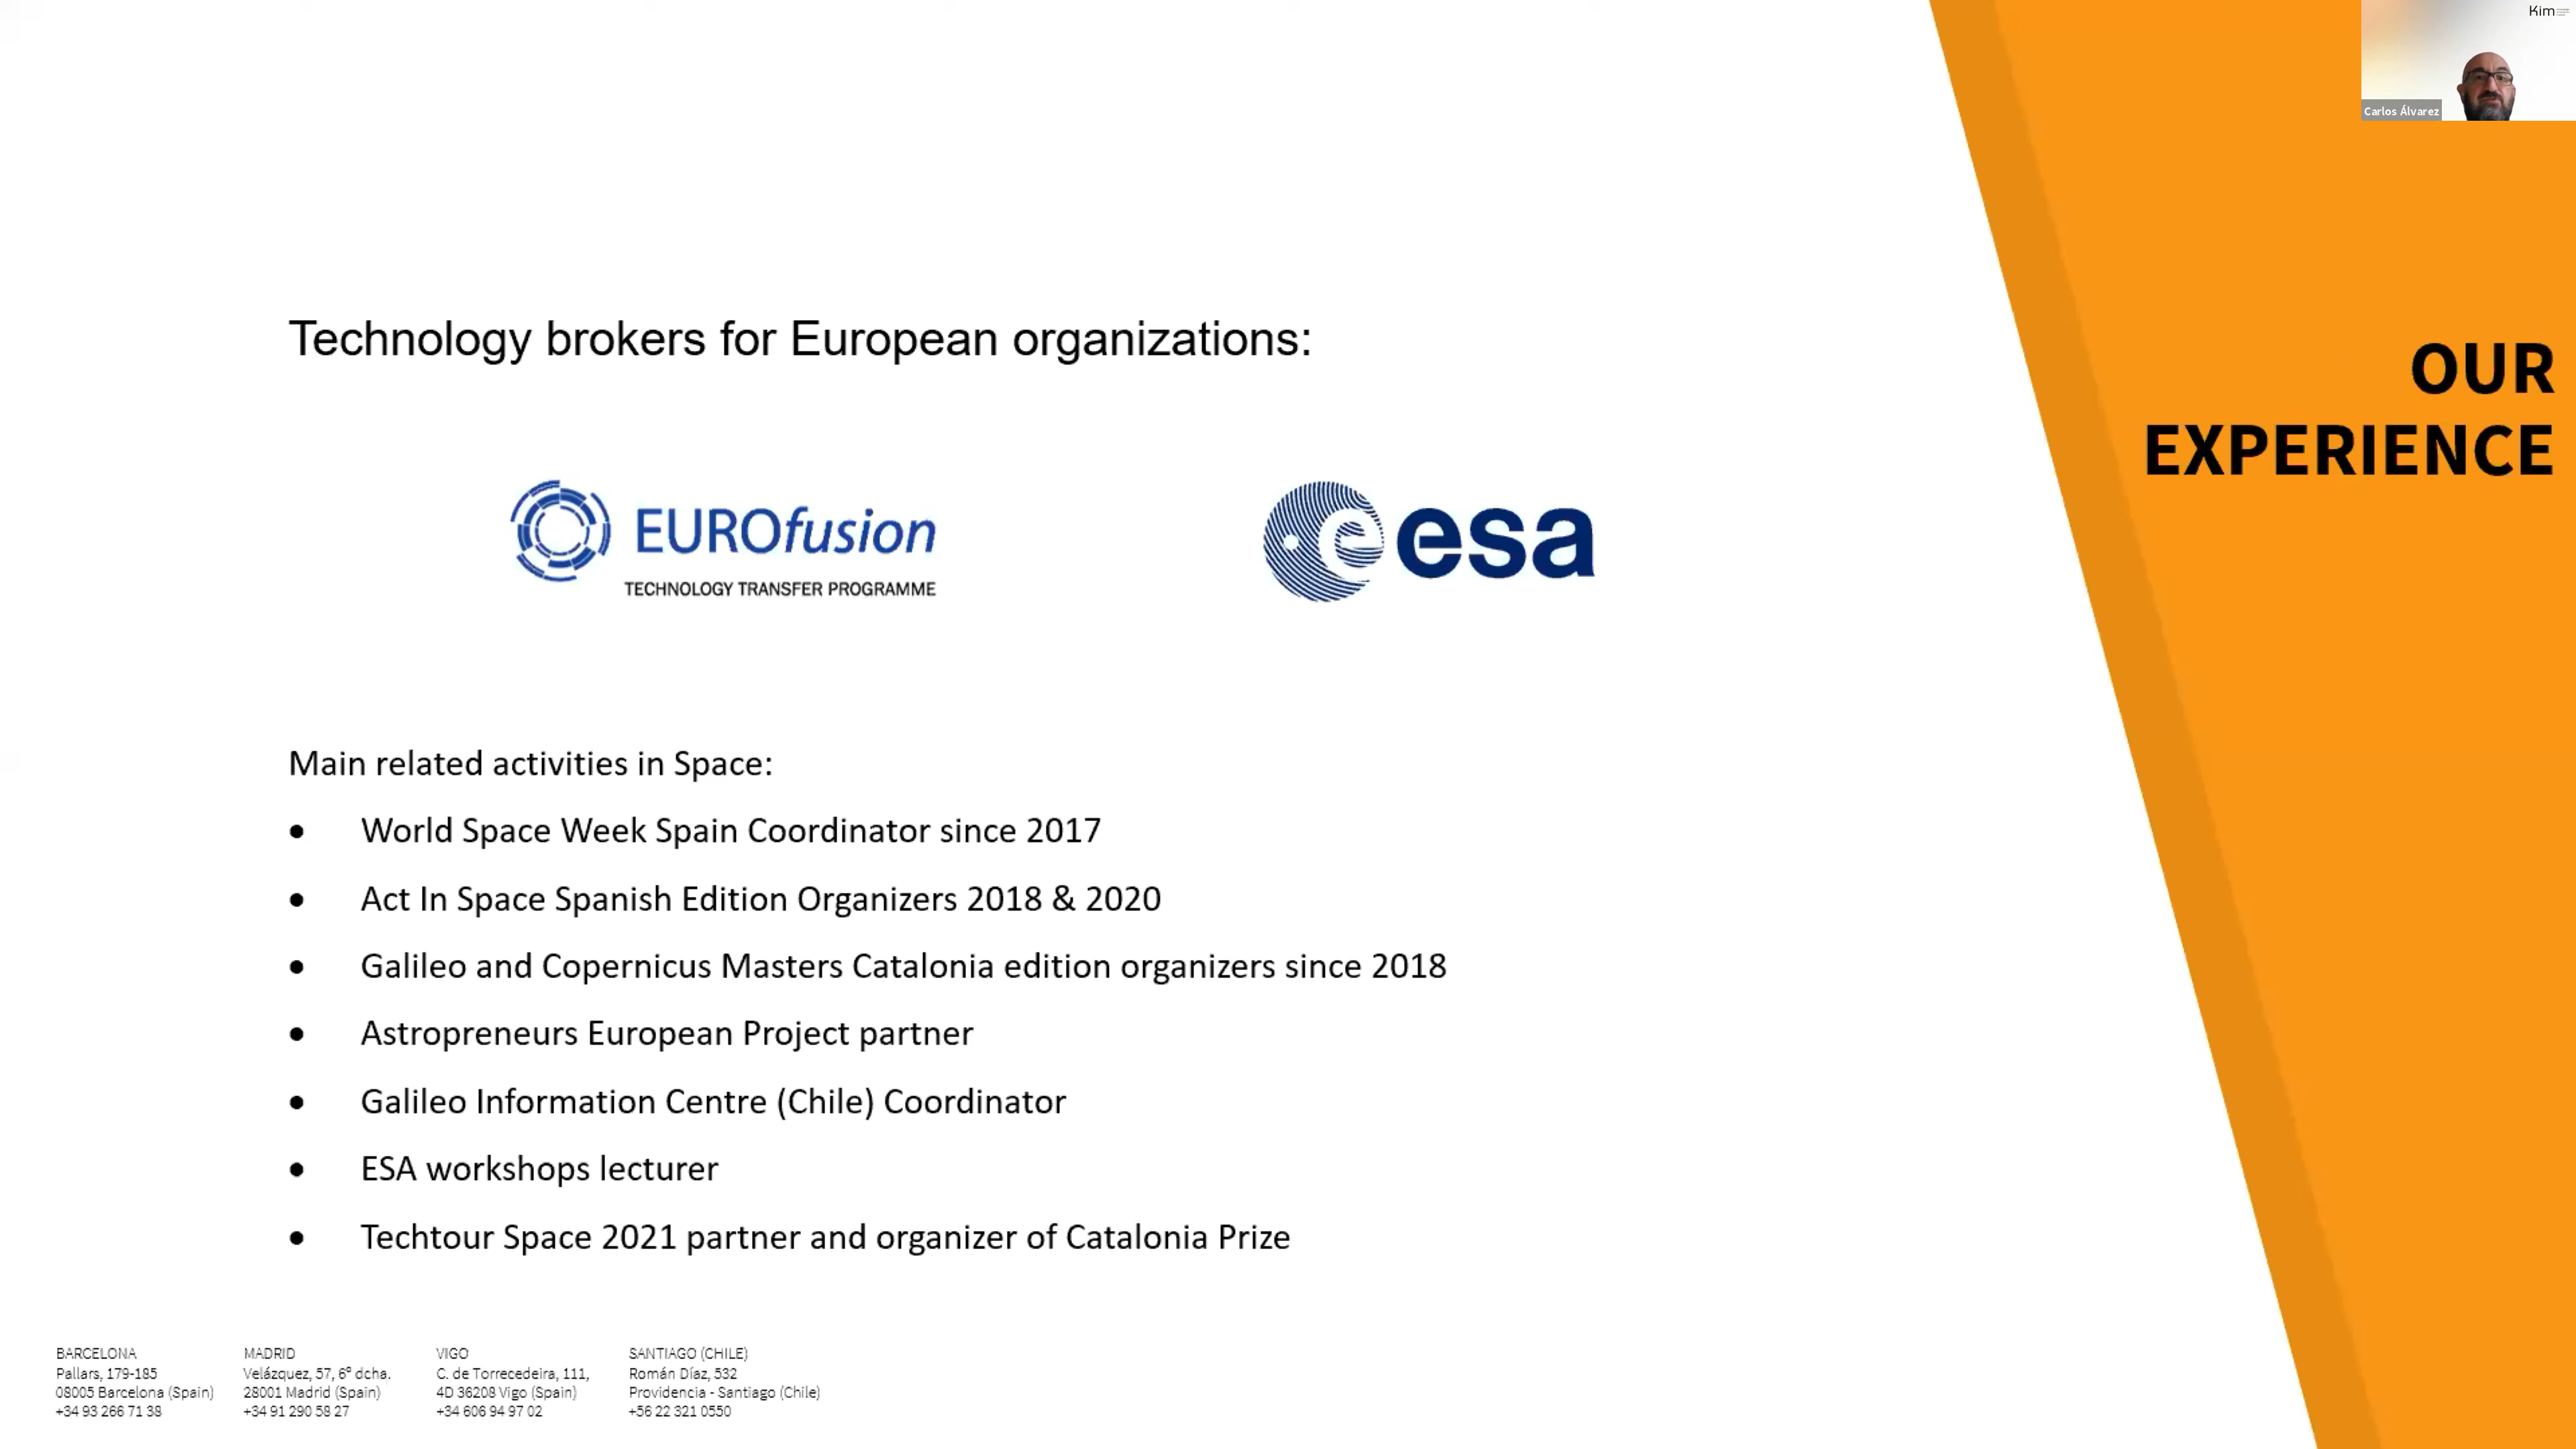 Kim
Carlos Álvarez
OUR
EXPERIENCE
Technology brokers for European organizations:
EUROfusion
TECHNOLOGY TRANSFER PROGRAMME
esa
Main related activities in Space:
• World Space Week Spain Coordinator since 2017
• Act In Space Spanish Edition Organizers 2018 & 2020
• Galileo and Copernicus Masters Catalonia edition organizers since 2018
• Astropreneurs European Project partner
• Galileo Information Centre (Chile) Coordinator
• ESA workshops lecturer
• Techtour Space 2021 partner and organizer of Catalonia Prize
BARCELONA
Pallars, 179-185
08005 Barcelona (Spain)
+34 93 266 71 38
MADRID
Velázquez, 57, 6º dcha.
28001 Madrid (Spain)
+34 91 290 58 27
VIGO
C. de Torrecedeira, 111,
4D 36208 Vigo (Spain)
+34 606 94 97 02
SANTIAGO (CHILE)
Román Díaz, 532
Providencia - Santiago (Chile)
+56 22 321 0550